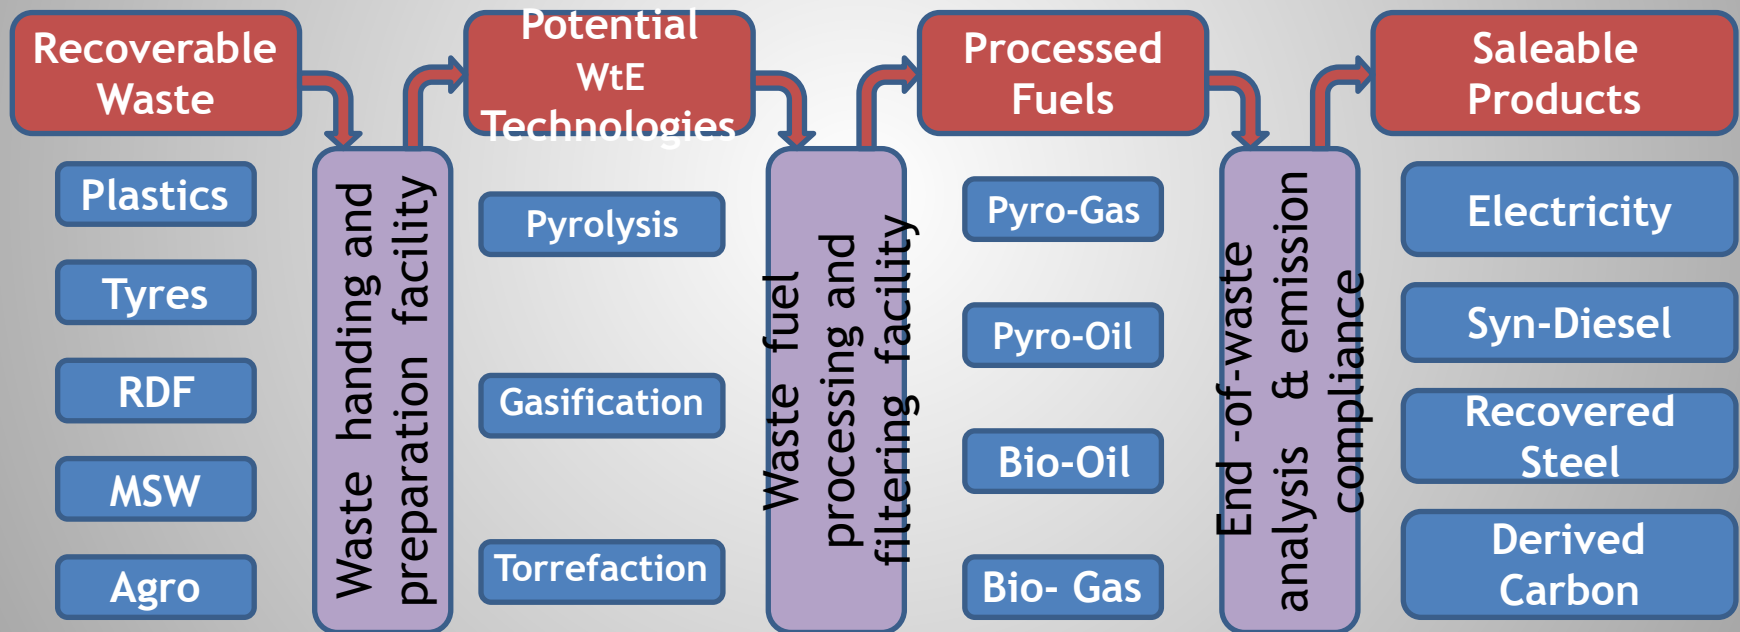 Recoverable
Waste
Plastics
Tyres
RDF
MSW
Agro
Waste handing and
preparation facility
Potential
WtE
Technologies
Pyrolysis
Gasification
Torrefaction
Waste fuel
processing and
filtering facility
Processed
Fuels
Pyro-Gas
Pyro-Oil
Bio-Oil
Bio- Gas
End -of-waste
analysis & emission
compliance
Saleable
Products
Electricity
Syn-Diesel
Recovered
Steel
Derived
Carbon